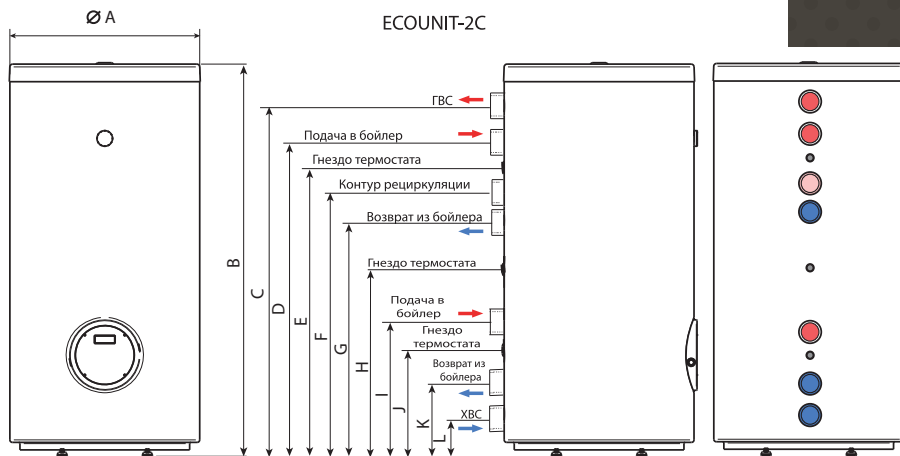 Ø A
ECOUNIT-2C
ГВС
Подача в бойлер
Гнездо термостата
Контур рециркуляции
Возврат из бойлера
Гнездо термостата
Подача в
бойлер
Гнездо
термостата
Возврат из
бойлера
ХВС
B
C
D
E
F
G
H
I
J
K
L